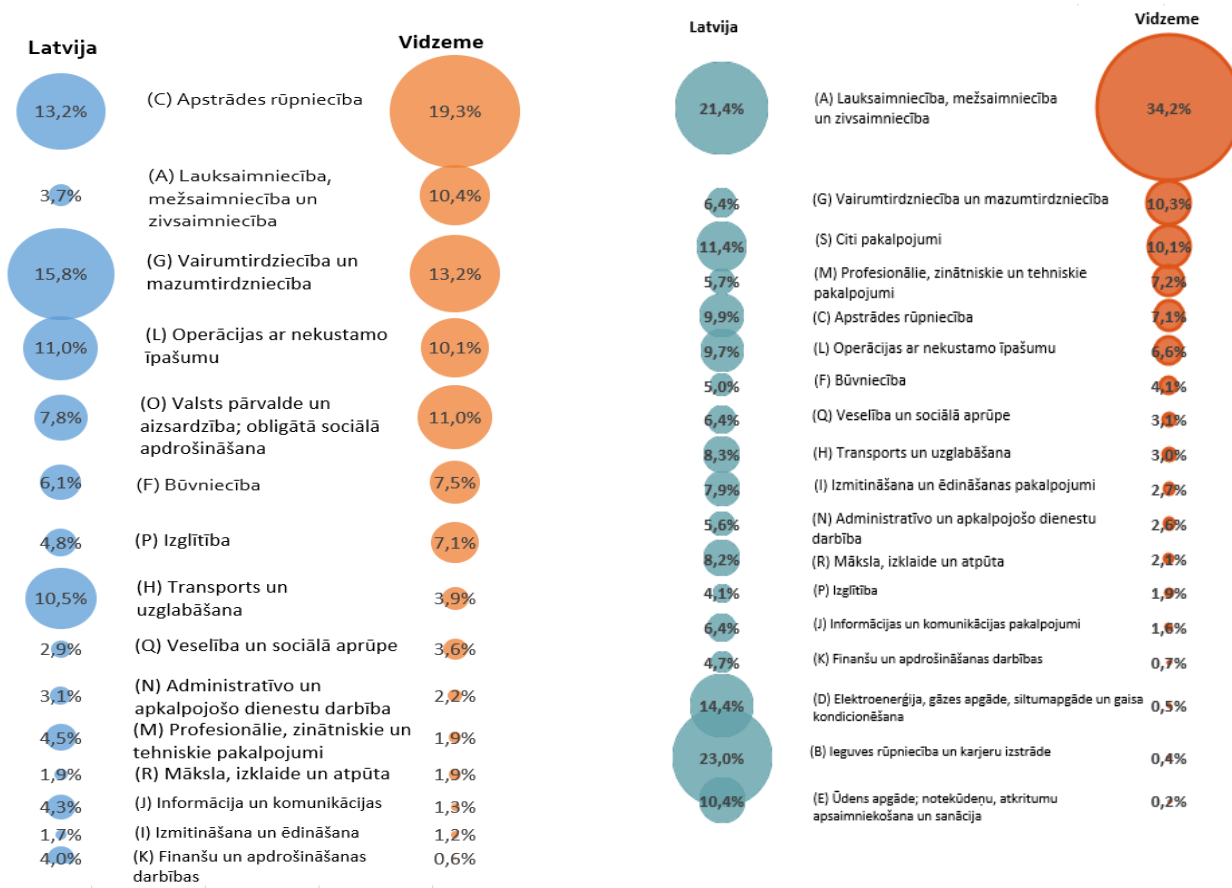 Latvija
Vidzeme
13,2%
(C) Apstrādes rūpniecība
19,3%
3,7%
(A) Lauksaimniecība,
mežsaimniecība un
zivsaimniecība
10,4%
15,8%
(G) Vairumtirdziecība un
mazumtirdzniecība
13,2%
11,0%
(L) Operācijas ar nekustamo
īpašumu
10,1%
7,8%
(O) Valsts pārvalde un
aizsardzība; obligātā sociālā
apdrošināšana
11,0%
6,1%
(F) Būvniecība
7,5%
4,8%
(P) Izglītība
7,1%
10,5%
(H) Transports un
uzglabāšana
3,9%
2,9%
(Q) Veselība un sociālā aprūpe
3,6%
3,1%
(N) Administratīvo un
apkalpojošo dienestu darbība
2,2%
4,5%
(M) Profesionālie, zinātniskie un
tehniskie pakalpojumi
1,9%
1,9%
(R) Māksla, izklaide un atpūta
1,9%
4,3%
(J) Informācija un komunikācijas
1,3%
1,7%
(I) Izmitināšana un ēdināšana
1,2%
4,0%
(K) Finanšu un apdrošināšanas
darbības
0,6%
Latvija
Vidzeme
21,4%
(A) Lauksaimniecība, mežsaimniecība
un zivsaimniecība
34,2%
6,4%
(G) Vairumtirdzniecība un mazumtirdzniecība
10,3%
11,4%
(S) Citi pakalpojumi
10,1%
5,7%
(M) Profesionālie, zinātniskie un tehniskie
pakalpojumi
7,2%
9,9%
(C) Apstrādes rūpniecība
7,1%
9,7%
(L) Operācijas ar nekustamo īpašumu
6,6%
5,0%
(F) Būvniecība
4,1%
6,4%
(Q) Veselība un sociālā aprūpe
3,1%
8,3%
(H) Transports un uzglabāšana
3,0%
7,9%
(I) Izmitināšana un ēdināšanas pakalpojumi
2,7%
5,6%
(N) Administratīvo un apkalpojošo dienestu
darbība
2,6%
8,2%
(R) Māksla, izklaide un atpūta
2,1%
4,1%
(P) Izglītība
1,9%
6,4%
(J) Informācijas un komunikācijas pakalpojumi
1,6%
4,7%
(K) Finanšu un apdrošināšanas darbības
0,7%
14,4%
(D) Elektroenerģija, gāzes apgāde, siltumapgāde un gaisa
kondicionēšana
0,5%
23,0%
(B) Ieguves rūpniecība un karjeru izstrāde
0,4%
10,4%
(E) Ūdens apgāde; notekūdeņu, atkritumu
apsaimniekošana un sanācija
0,2%